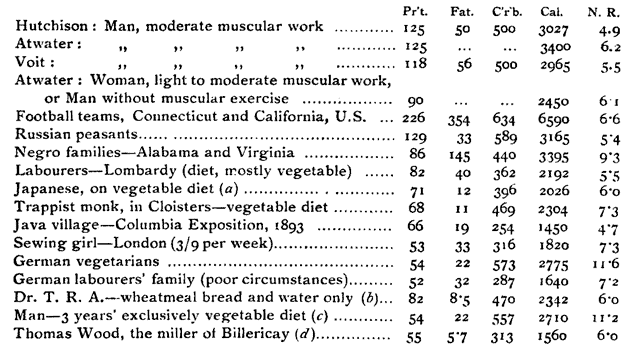 Pr't. Fat. C'r'b. Cal. N. R.
Hutchison : Man, moderate muscular work ............ 125 50 500 3027 4·9
Atwater : ,, ,, ,, ,, ............ 125 ... ... 3400 6·2
Voit : ,, ,, ,, ,, ............ 118 56 500 2965 5·5
Atwater : Woman, light to moderate muscular work,
or Man without muscular exercise .................. 90 ... ... 2450 6·1
Football teams, Connecticut and California, U.S. ... 226 354 634 6590 6·6
Russian peasants...... .................................... 129 33 589 3165 5·4
Negro families—Alabama and Virginia .................. 86 145 440 3395 9·3
Labourers—Lombardy (diet, mostly vegetable) ...... 82 40 362 2192 5·5
Japanese, on vegetable diet (a) .................. 71 12 396 2026 6·0
Trappist monk, in Cloisters—vegetable diet ............ 68 11 469 2304 7·3
Java village—Columbia Exposition, 1893 ............ 66 19 254 1450 4·7
Sewing girl—London (3/9 per week)..................... 53 33 316 1820 7·3
German vegetarians .................................... 54 22 573 2775 11·6
German labourers' family (poor circumstances)......... 52 32 287 1640 7·2
Dr. T. R. A.—wheatmeal bread and water only (b)... 82 8·5 470 2342 6·0
Man—3 years' exclusively vegetable diet (c) ............ 54 22 557 2710 11·2
Thomas Wood, the miller of Billericay (d)............... 55 5·7 313 1560 6·0